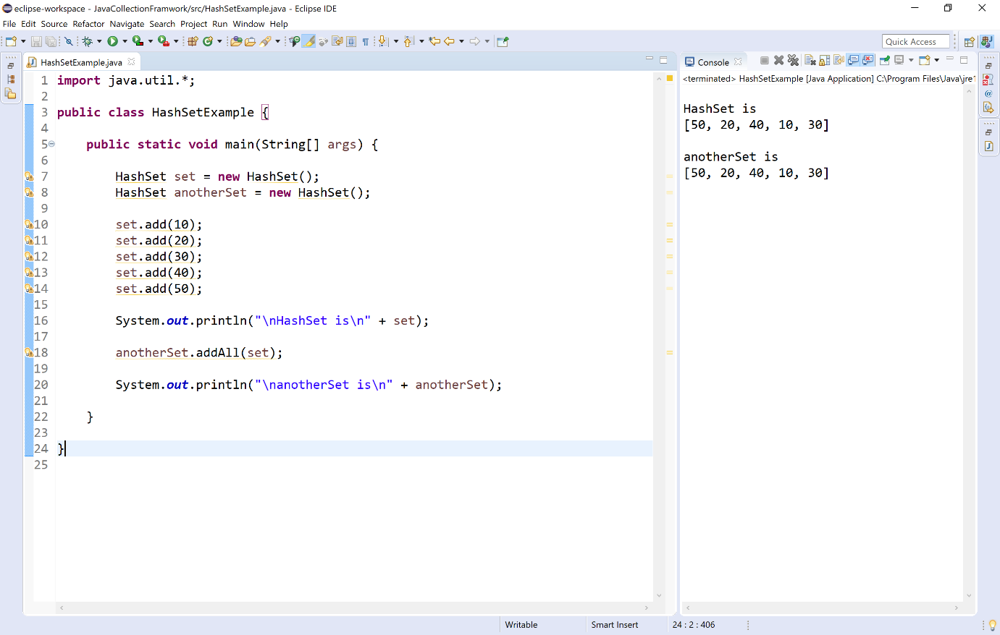 eclipse-workspace - JavaCollectionFramwork/src/HashSetExample.java - Eclipse IDE
File Edit Source Refactor Navigate Search Project Run Window Help
Quick Access
HashSetExample.java
1 import java.util.*;
2
3 public class HashSetExample {
4
5 public static void main(String[] args) {
6
7 HashSet set = new HashSet();
8 HashSet anotherSet = new HashSet();
9
10 set.add(10);
11 set.add(20);
12 set.add(30);
13 set.add(40);
14 set.add(50);
15
16 System.out.println("\nHashSet is\n" + set);
17
18 anotherSet.addAll(set);
19
20 System.out.println("\nanotherSet is\n" + anotherSet);
21
22 }
23
24 }
25
Console
<terminated> HashSetExample [Java Application] C:\Program Files\Java\jre1
HashSet is
[50, 20, 40, 10, 30]
anotherSet is
[50, 20, 40, 10, 30]
Writable
Smart Insert
24 : 2 : 406